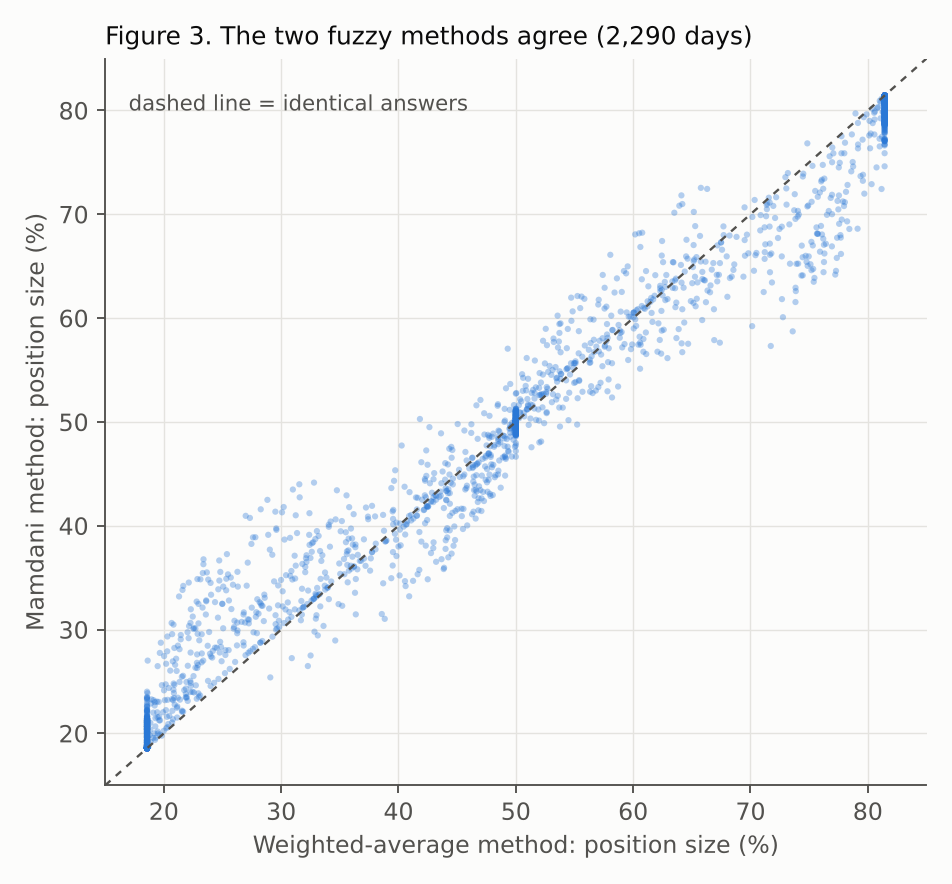 Figure 3. The two fuzzy methods agree (2,290 days)
dashed line = identical answers
80
70
60
50
40
30
20
Mamdani method: position size (%)
20 30 40 50 60 70 80
Weighted-average method: position size (%)